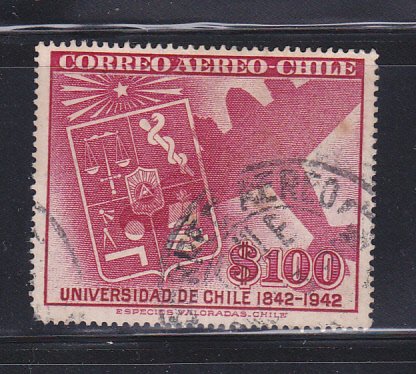 CORREO AEREO-CHILE
$100
UNIVERSIDAD DE CHILE 1842-1942
ESPECIES VALORADAS. CHILE